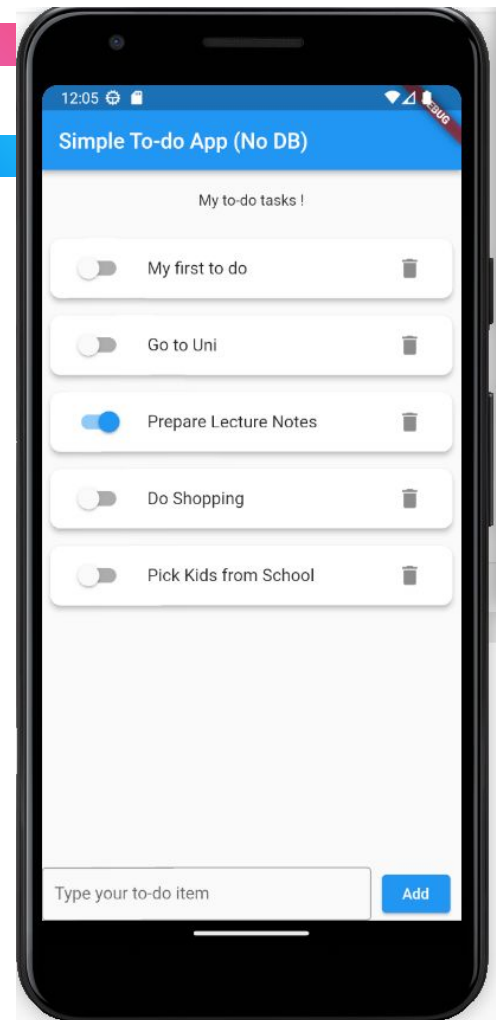 12:05
DEBUG
Simple To-do App (No DB)
My to-do tasks !
My first to do
Go to Uni
Prepare Lecture Notes
Do Shopping
Pick Kids from School
Type your to-do item
Add